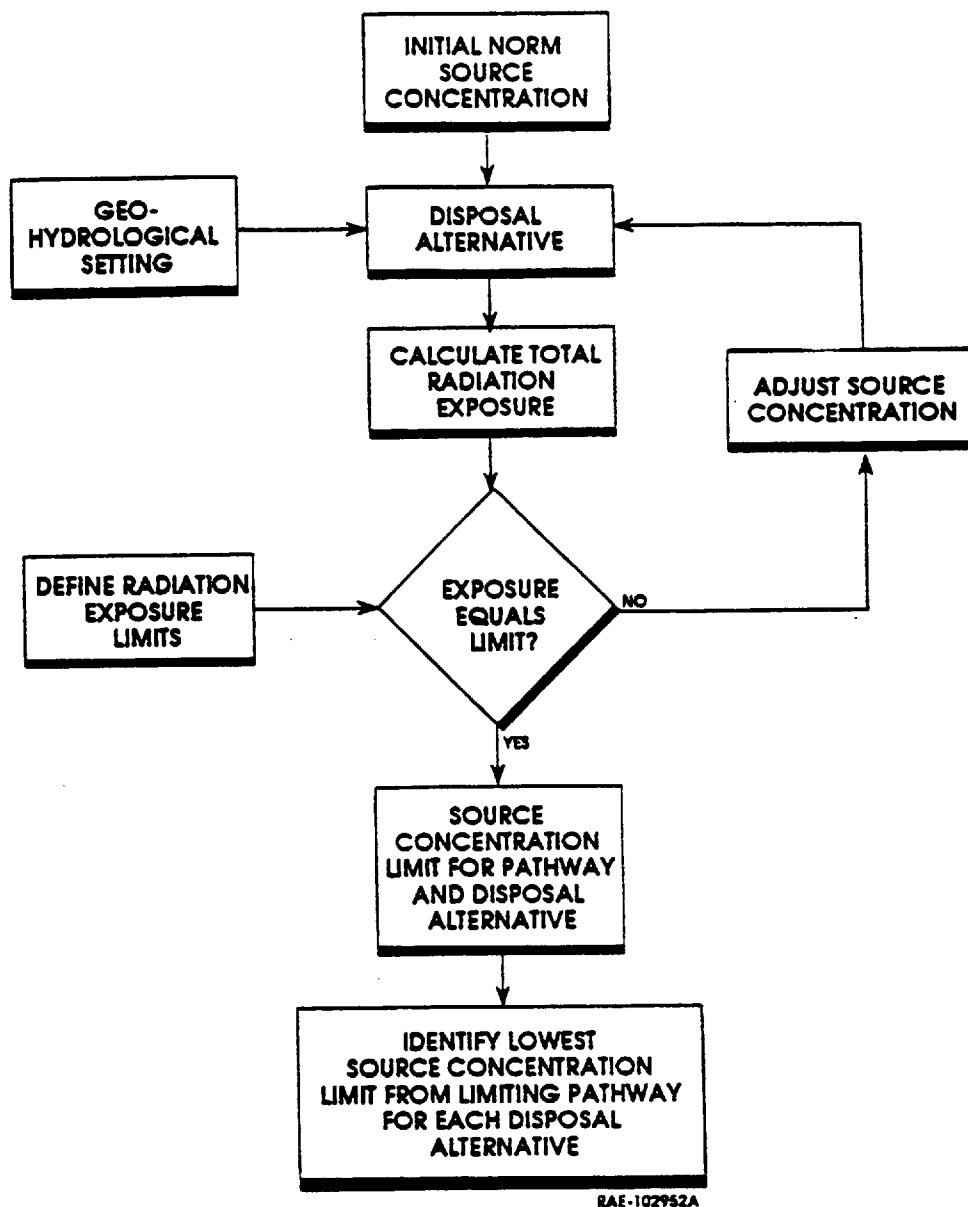 INITIAL NORM
SOURCE
CONCENTRATION
GEO-
HYDROLOGICAL
SETTING
DISPOSAL
ALTERNATIVE
CALCULATE TOTAL
RADIATION
EXPOSURE
ADJUST SOURCE
CONCENTRATION
DEFINE RADIATION
EXPOSURE
LIMITS
EXPOSURE
EQUALS
LIMIT?
NO
YES
SOURCE
CONCENTRATION
LIMIT FOR PATHWAY
AND DISPOSAL
ALTERNATIVE
IDENTIFY LOWEST
SOURCE CONCENTRATION
LIMIT FROM LIMITING PATHWAY
FOR EACH DISPOSAL
ALTERNATIVE
RAE-102952A